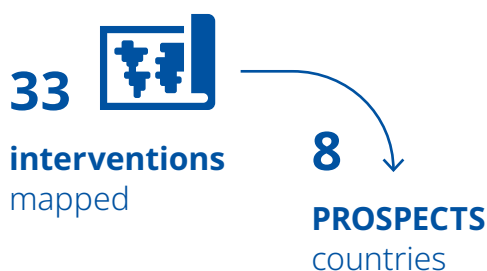 33
interventions
mapped
8
PROSPECTS
countries